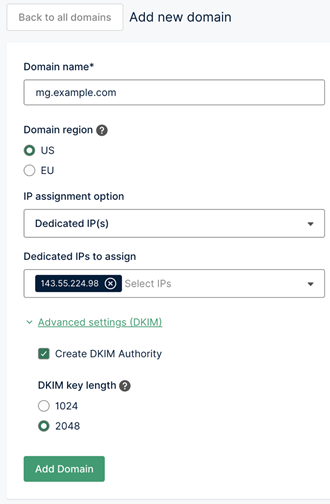 Back to all domains Add new domain
Domain name*
mg.example.com
Domain region ?
US
EU
IP assignment option
Dedicated IP(s)
Dedicated IPs to assign
143.55.224.98 Select IPs
Advanced settings (DKIM)
Create DKIM Authority
DKIM key length ?
1024
2048
Add Domain